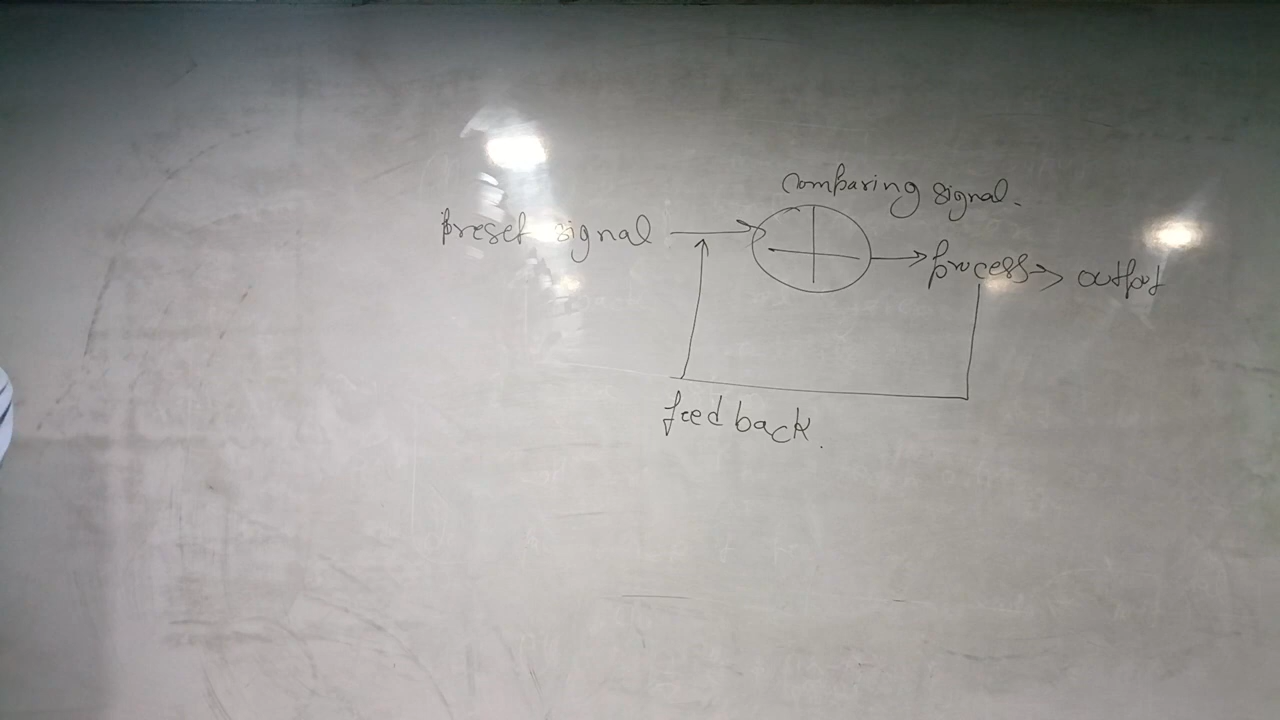 comparing signal.
preset signal
process
output
feedback.